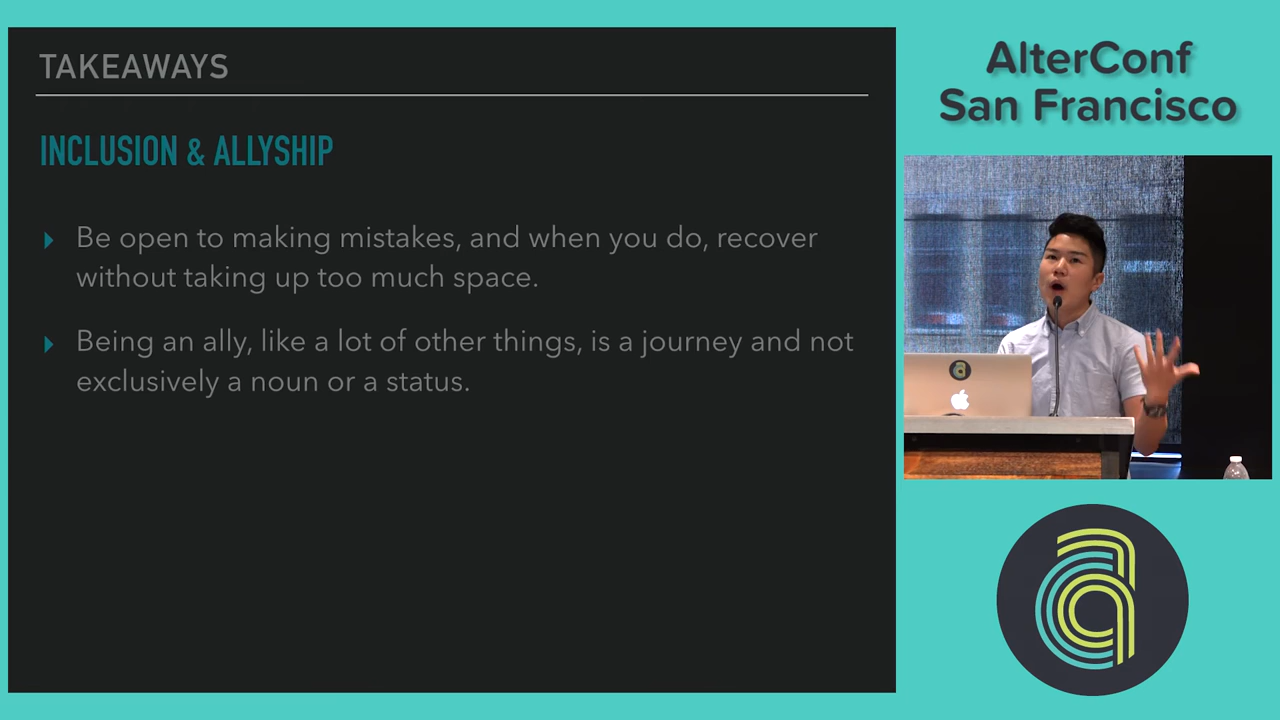 TAKEAWAYS
INCLUSION & ALLYSHIP
Be open to making mistakes, and when you do, recover
without taking up too much space.
Being an ally, like a lot of other things, is a journey and not
exclusively a noun or a status.
AlterConf
San Francisco